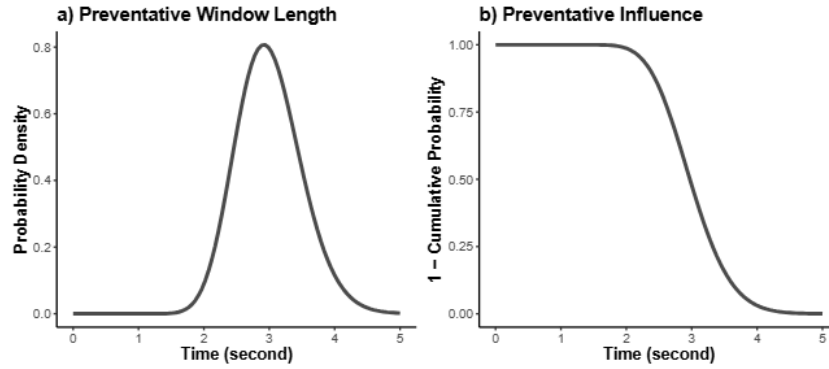 a) Preventative Window Length
Probability Density
0.8
0.6
0.4
0.2
0.0
0 1 2 3 4 5
Time (second)
b) Preventative Influence
1 − Cumulative Probability
1.00
0.75
0.50
0.25
0.00
0 1 2 3 4 5
Time (second)